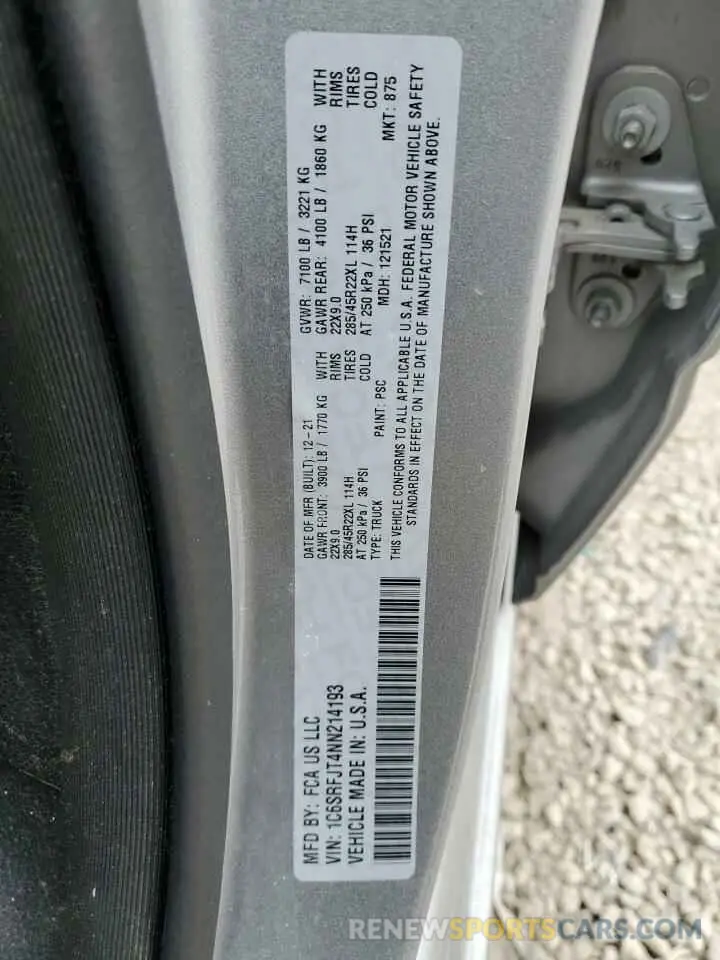 MFD BY: FCA US LLC
DATE OF MFR (BUILT): 12-21
GVWR: 7100 LB / 3221 KG
VIN: 1C6SRFJT4NN214193
GAWR FRONT: 3900 LB / 1770 KG WITH
GAWR REAR: 4100 LB / 1860 KG WITH
VEHICLE MADE IN: U.S.A.
22X9.0 RIMS
22X9.0 RIMS
285/45R22XL 114H TIRES
285/45R22XL 114H TIRES
AT 250 kPa / 36 PSI COLD
AT 250 kPa / 36 PSI COLD
TYPE: TRUCK PAINT: PSC MDH: 121521 MKT: 875
THIS VEHICLE CONFORMS TO ALL APPLICABLE U.S.A. FEDERAL MOTOR VEHICLE SAFETY
STANDARDS IN EFFECT ON THE DATE OF MANUFACTURE SHOWN ABOVE.
RENEWSPORTCARS.COM